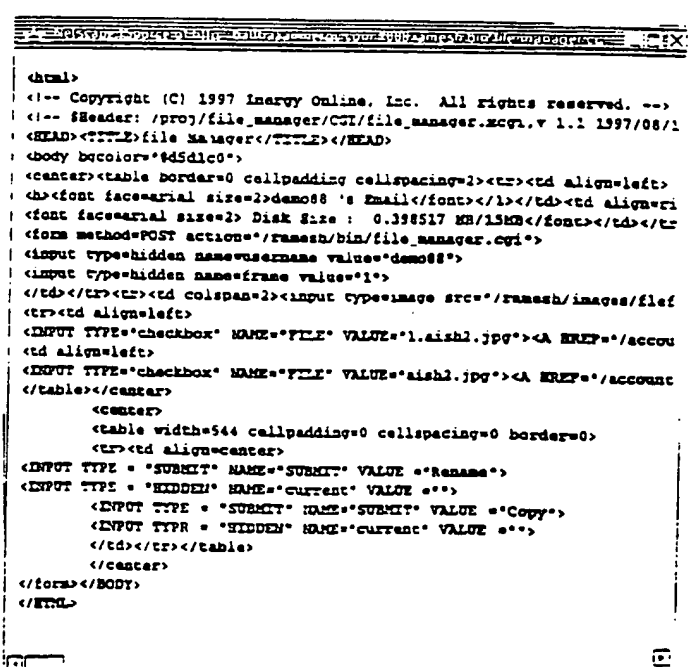 <html>
<!-- Copyright (C) 1997 Inergy Online, Inc. All rights reserved. -->
<!-- $Header: /proj/file_manager/CGI/file_manager.xcgi,v 1.1 1997/08/1
<HEAD><TITLE>File Manager</TITLE></HEAD>
<body bgcolor="#d5d1c0">
<center><table border=0 cellpadding cellspacing=2><tr><td align=left>
<h><font face=arial size=2>demo88 's Email</font></i></td><td align=ri
<font face=arial size=2> Disk Size : 0.398517 MB/15MB</font></td></tr
<form method=POST action="/ramesh/bin/file_manager.cgi">
<input type=hidden name=username value="demo88">
<input type=hidden name=frame value="1">
</td></tr><tr><td colspan=2><input type=image src="/ramesh/images/flef
<tr><td align=left>
<INPUT TYPE="checkbox" NAME="FILE" VALUE="1.aish2.jpg"><A HREF="/accou
<td align=left>
<INPUT TYPE="checkbox" NAME="FILE" VALUE="aish2.jpg"><A HREF="/account
</table></center>
<center>
<table width=544 cellpadding=0 cellspacing=0 border=0>
<tr><td align=center>
<INPUT TYPE = "SUBMIT" NAME="SUBMIT" VALUE ="Rename">
<INPUT TYPE = "HIDDEN" NAME="current" VALUE ="">
<INPUT TYPE = "SUBMIT" NAME="SUBMIT" VALUE ="Copy">
<INPUT TYPR = "HIDDEN" NAME="current" VALUE ="">
</td></tr></table>
</center>
</form></BODY>
</HTML>